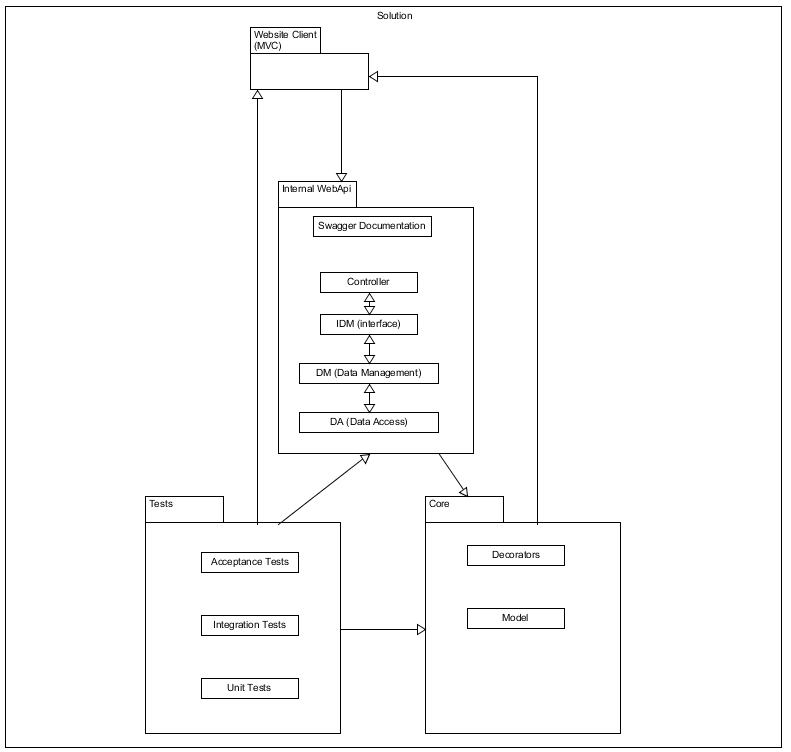 Solution
Website Client
(MVC)
Internal WebApi
Swagger Documentation
Controller
IDM (interface)
DM (Data Management)
DA (Data Access)
Tests
Acceptance Tests
Integration Tests
Unit Tests
Core
Decorators
Model